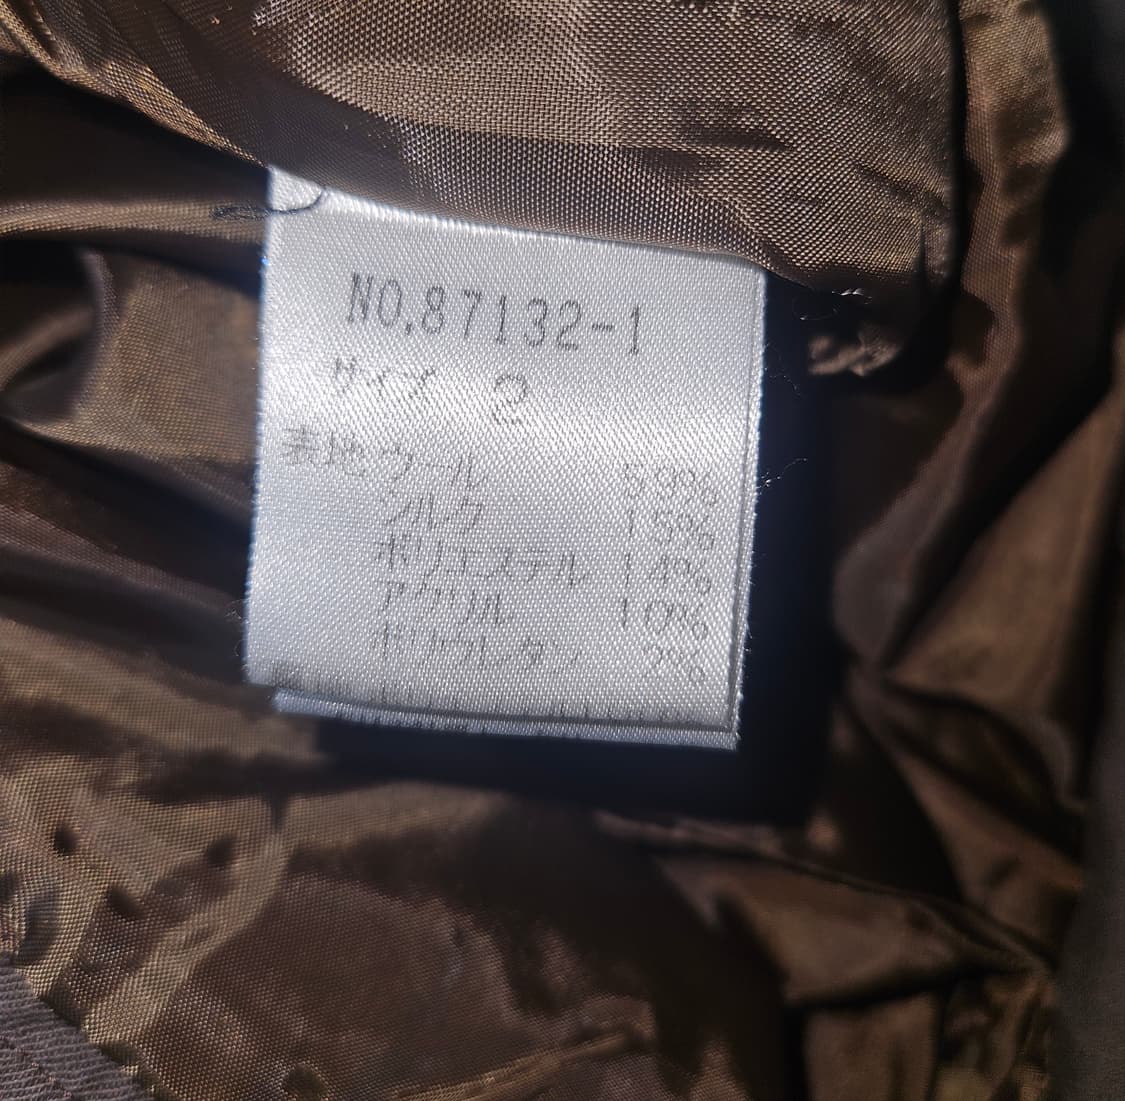 NO.87132-1
サイズ 2
表地 ウール 59%
シルク 15%
ポリエステル 14%
アクリル 10%
ポリウレタン 2%